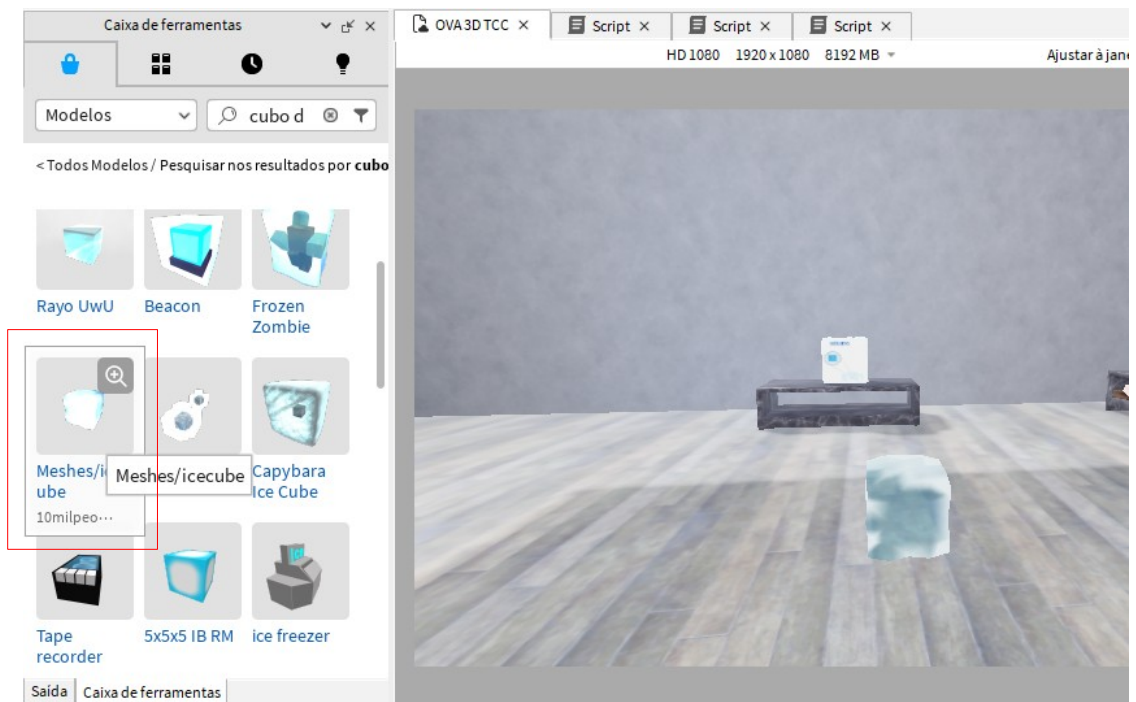 Caixa de ferramentas
OVA 3D TCC
Script
Script
Script
HD 1080 1920 x 1080 8192 MB
Ajustar à jane
Modelos
cubo d
< Todos Modelos / Pesquisar nos resultados por cubo
Rayo UwU
Beacon
Frozen
Zombie
Meshes/i
ube
10milpeo...
Meshes/icecube
Capybara
Ice Cube
Tape
recorder
5x5x5 IB RM
ice freezer
Saída
Caixa de ferramentas